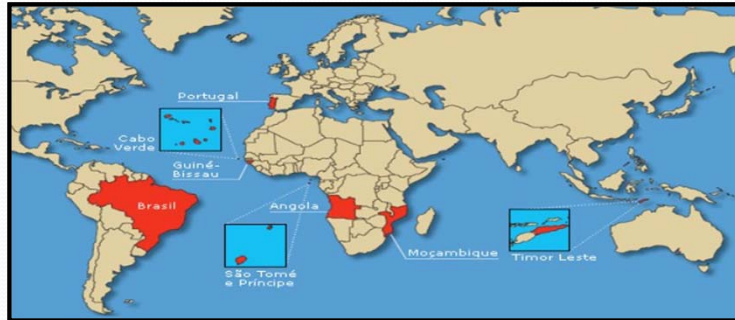 Portugal
Cabo
Verde
Guiné-
Bissau
Brasil
Angola
São Tomé
e Príncipe
Moçambique
Timor Leste